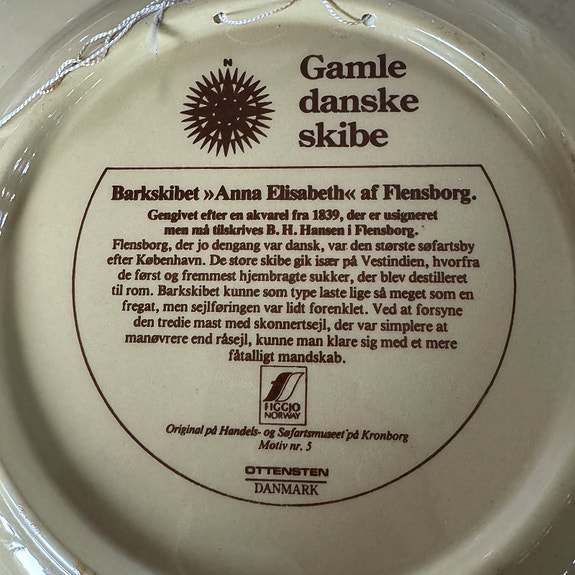 N
Gamle
danske
skibe
Barkskibet »Anna Elisabeth« af Flensborg.
Gengivet efter en akvarel fra 1839, der er usigneret
men må tilskrives B. H. Hansen i Flensborg.
Flensborg, der jo dengang var dansk, var den største søfartsby
efter København. De store skibe gik især på Vestindien, hvorfra
de først og fremmest hjembragte sukker, der blev destilleret
til rom. Barkskibet kunne som type laste lige så meget som en
fregat, men sejlføringen var lidt forenklet. Ved at forsyne
den tredie mast med skonnertsejl, der var simplere at
manøvrere end råsejl, kunne man klare sig med et mere
fåtalligt mandskab.
FIGGJO
NORWAY
Original på Handels- og Søfartsmuseet på Kronborg
Motiv nr. 5
OTTENSTEN
DANMARK